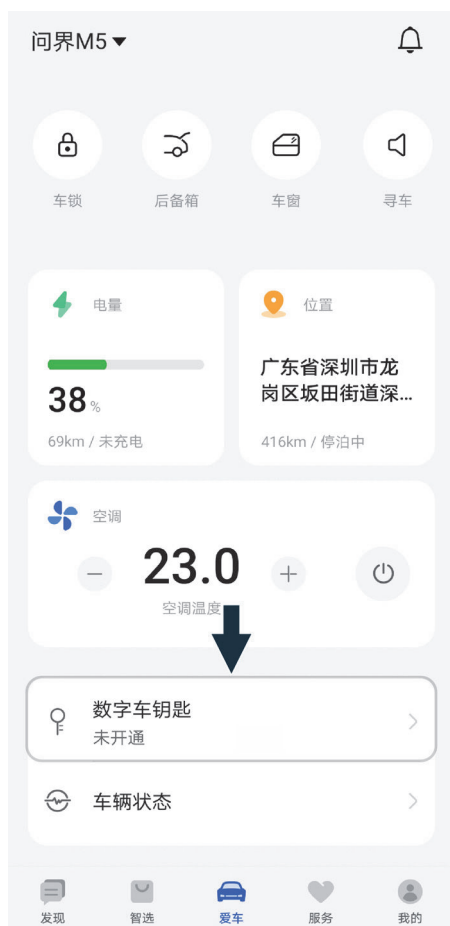 问界M5
车锁 后备箱 车窗 寻车
电量
38%
69km / 未充电
位置
广东省深圳市龙
岗区坂田街道深...
416km / 停泊中
空调
23.0
空调温度
数字车钥匙
未开通
车辆状态
发现 智选 爱车 服务 我的